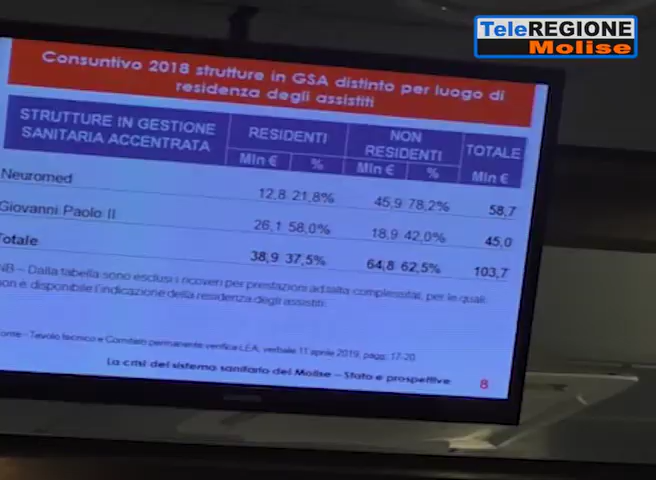 TeleREGIONE
Molise
Consuntivo 2018 strutture in GSA distinto per luogo di
residenza degli assistiti
STRUTTURE IN GESTIONE
SANITARIA ACCENTRATA
RESIDENTI
NON
RESIDENTI
TOTALE
Mln € % Mln € % Mln €
Neuromed 12,8 21,8% 45,9 78,2% 58,7
Giovanni Paolo II 26,1 58,0% 18,9 42,0% 45,0
Totale 38,9 37,5% 64,8 62,5% 103,7
NB – Dalla tabella sono esclusi i ricoveri per prestazioni ad alta complessità, per le quali
non è disponibile l'indicazione della residenza degli assistiti.
Fonte – Tavolo tecnico e Comitato permanente verifica LEA, verbale 11 aprile 2019, pagg. 17-20
La crisi del sistema sanitario del Molise – Stato e prospettive 8